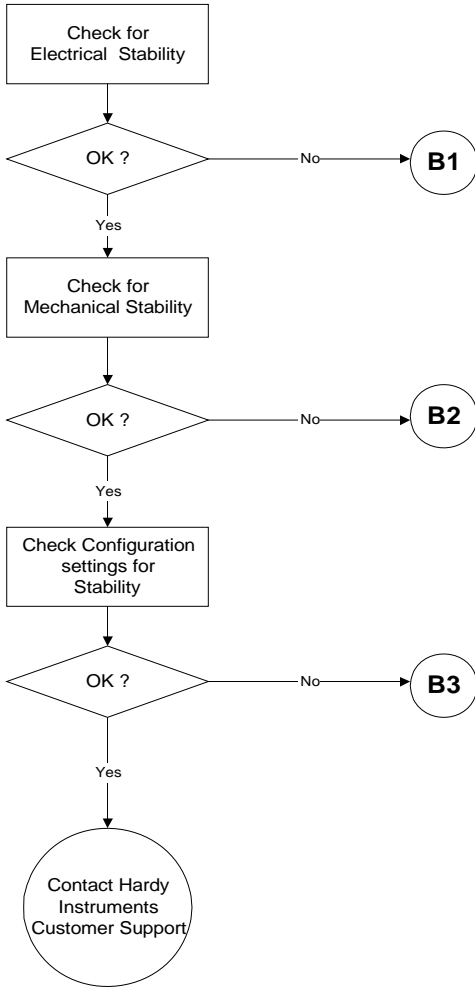 Check for
Electrical Stability
OK ?
No
B1
Yes
Check for
Mechanical Stability
OK ?
No
B2
Yes
Check Configuration
settings for
Stability
OK ?
No
B3
Yes
Contact Hardy
Instruments
Customer Support